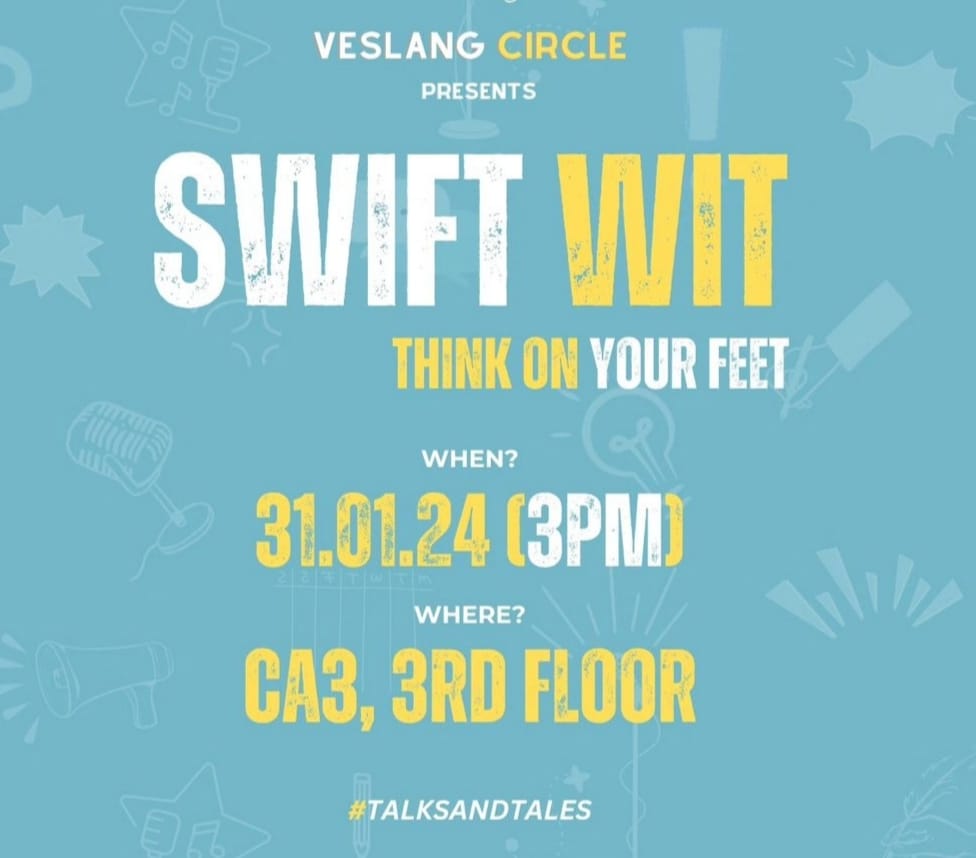 VESLANG CIRCLE
PRESENTS
SWIFT WIT
THINK ON YOUR FEET
WHEN?
31.01.24 (3PM)
WHERE?
CA3, 3RD FLOOR
#TALKSANDTALES